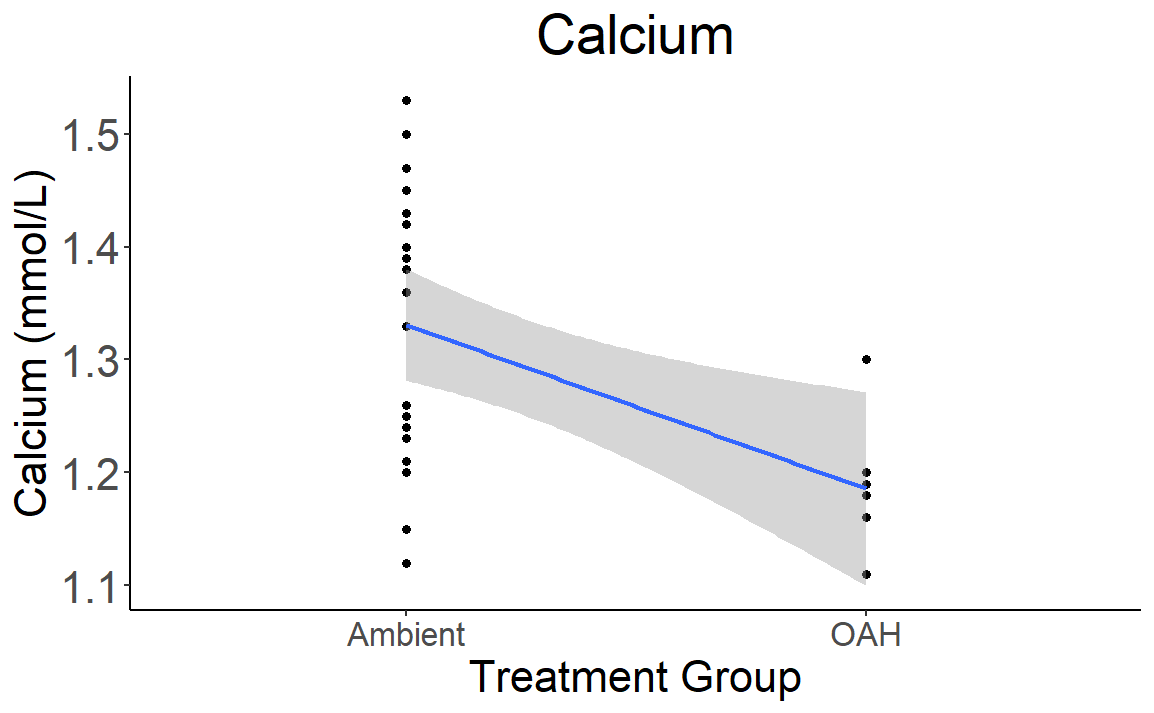 Calcium
Calcium (mmol/L)
1.5
1.4
1.3
1.2
1.1
Ambient
OAH
Treatment Group